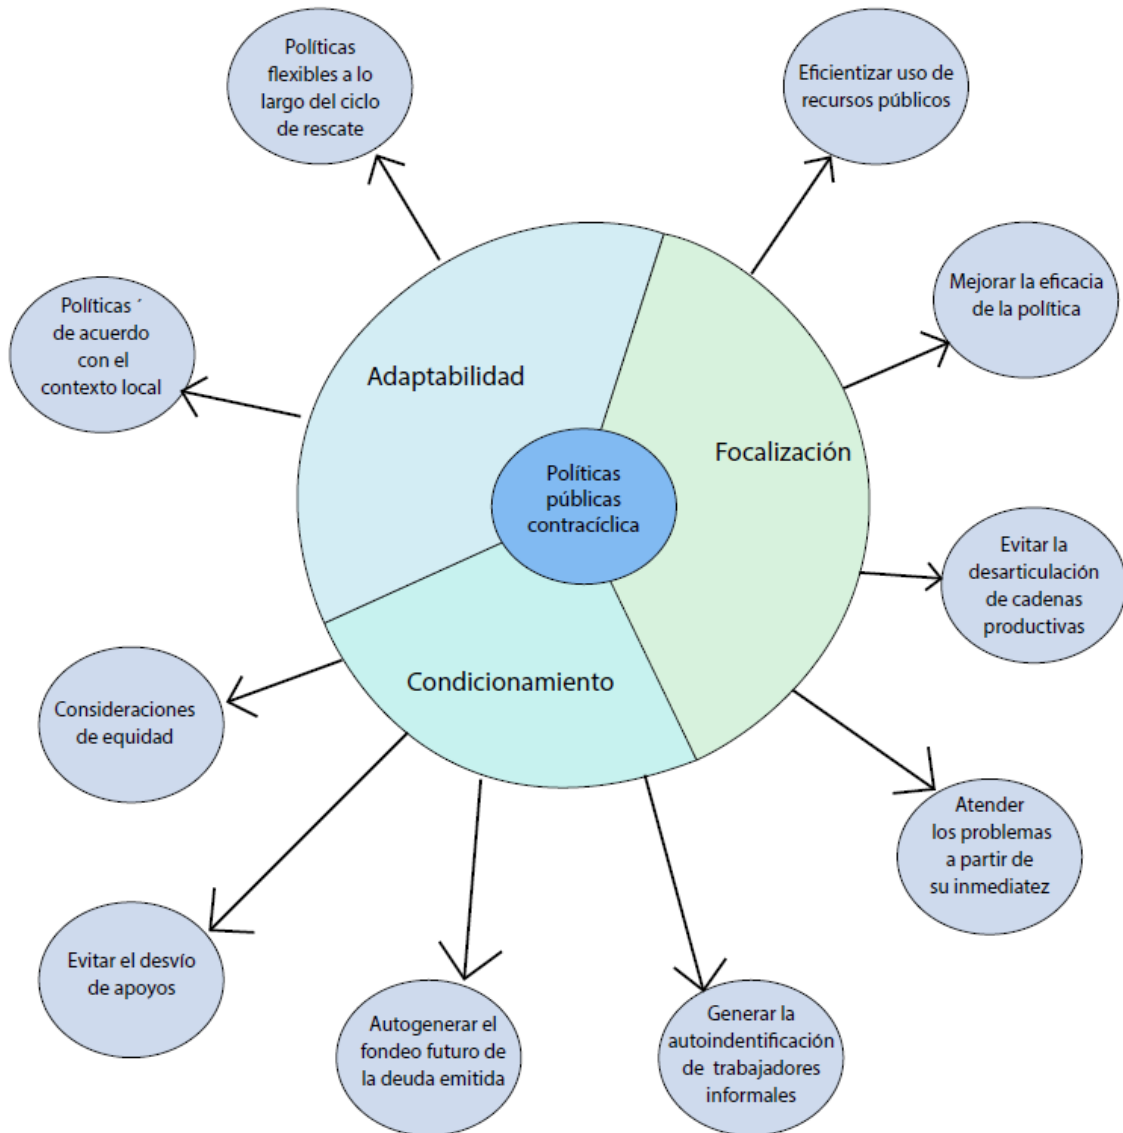 Políticas
flexibles a lo
largo del ciclo
de rescate
Eficientizar uso de
recursos públicos
Mejorar la eficacia
de la política
Políticas ´
de acuerdo
con el
contexto local
Adaptabilidad
Focalización
Políticas
públicas
contracíclica
Evitar la
desarticulación
de cadenas
productivas
Condicionamiento
Consideraciones
de equidad
Atender
los problemas
a partir de
su inmediatez
Evitar el desvío
de apoyos
Autogenerar el
fondeo futuro de
la deuda emitida
Generar la
autoindentificación
de trabajadores
informales